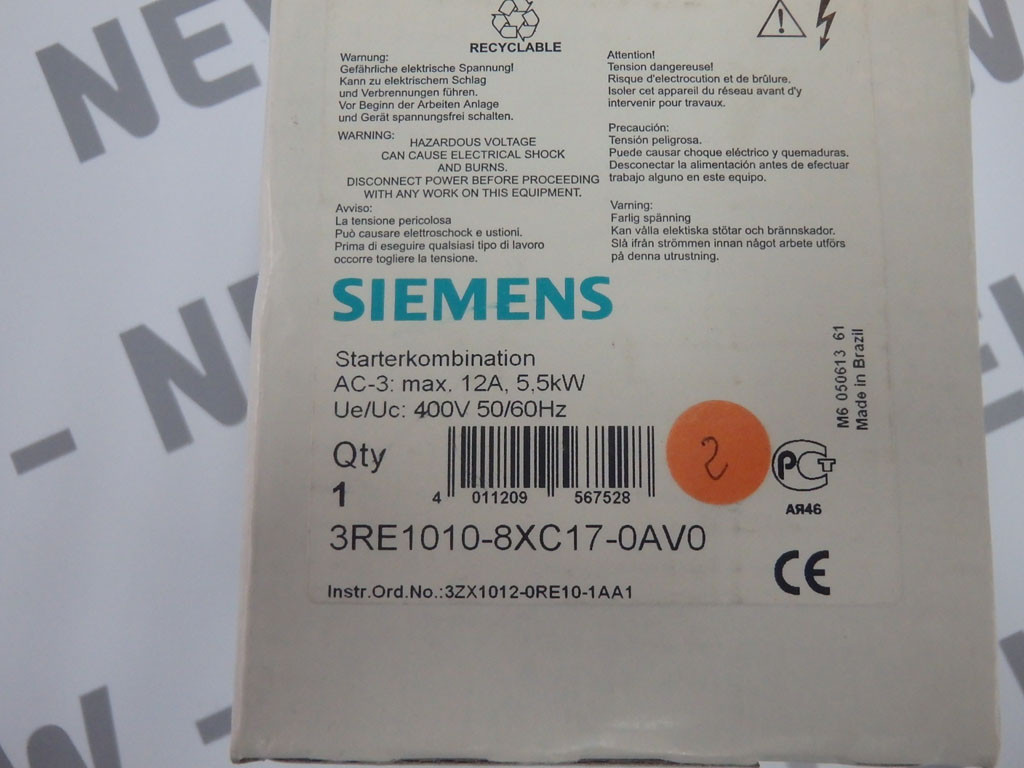 RECYCLABLE
Warnung:
Gefährliche elektrische Spannung!
Kann zu elektrischem Schlag
und Verbrennungen führen.
Vor Beginn der Arbeiten Anlage
und Gerät spannungsfrei schalten.
WARNING:
HAZARDOUS VOLTAGE
CAN CAUSE ELECTRICAL SHOCK
AND BURNS.
DISCONNECT POWER BEFORE PROCEEDING
WITH ANY WORK ON THIS EQUIPMENT.
Avviso:
La tensione pericolosa
Può causare elettroschock e ustioni.
Prima di eseguire qualsiasi tipo di lavoro
occorre togliere la tensione.
Attention!
Tension dangereuse!
Risque d'electrocution et de brûlure.
Isoler cet appareil du réseau avant d'y
intervenir pour travaux.
Precaución:
Tensión peligrosa.
Puede causar choque eléctrico y quemaduras.
Desconectar la alimentación antes de efectuar
trabajo alguno en este equipo.
Varning:
Farlig spänning
Kan vålla elektiska stötar och brännskador.
Slå ifrån strömmen innan något arbete utförs
på denna utrustning.
SIEMENS
Starterkombination
AC-3: max. 12A, 5.5kW
Ue/Uc: 400V 50/60Hz
Qty
1
4 011209 567528
2
PCT
АЯ46
M6 050613 61
Made in Brazil
3RE1010-8XC17-0AV0
CE
Instr.Ord.No.:3ZX1012-0RE10-1AA1
NEW
NEW